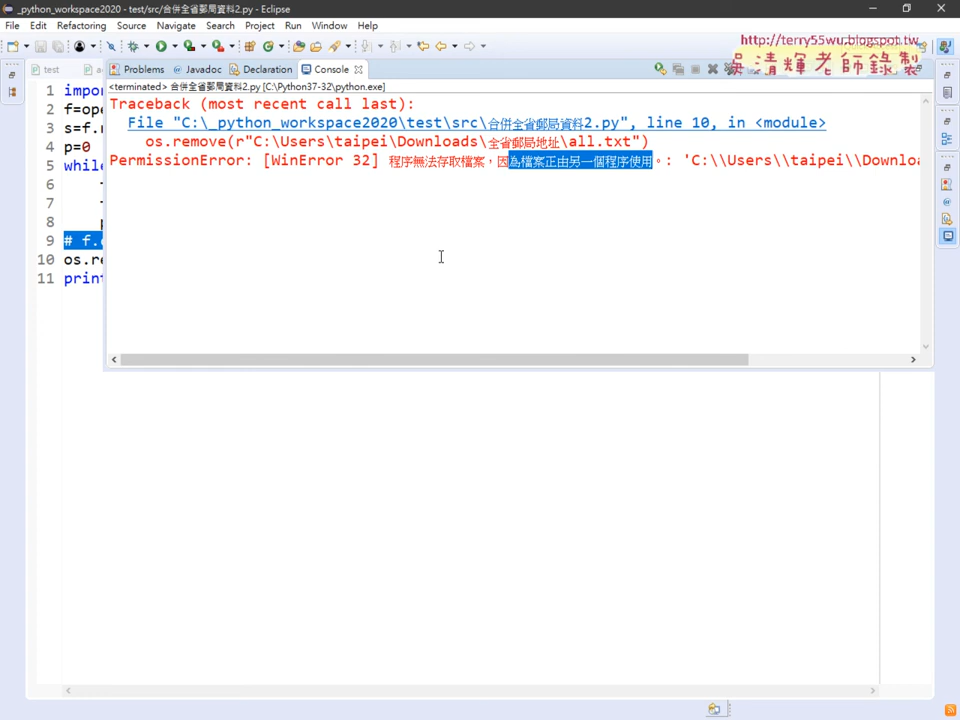 _python_workspace2020 - test/src/合併全省郵局資料2.py - Eclipse
File Edit Refactoring Source Navigate Search Project Run Window Help
http://terry55wu.blogspot.tw
吳清輝老師錄製
test
Problems Javadoc Declaration Console
<terminated> 合併全省郵局資料2.py [C:\Python37-32\python.exe]
1 impor
2 f=ope
3 s=f.r
4 p=0
5 while
6
7
8
9 # f.
10 os.re
11 print
Traceback (most recent call last):
File "C:\_python_workspace2020\test\src\合併全省郵局資料2.py", line 10, in <module>
os.remove(r"C:\Users\taipei\Downloads\全省郵局地址\all.txt")
PermissionError: [WinError 32] 程序無法存取檔案，因為檔案正由另一個程序使用。: 'C:\\Users\\taipei\\Downloa